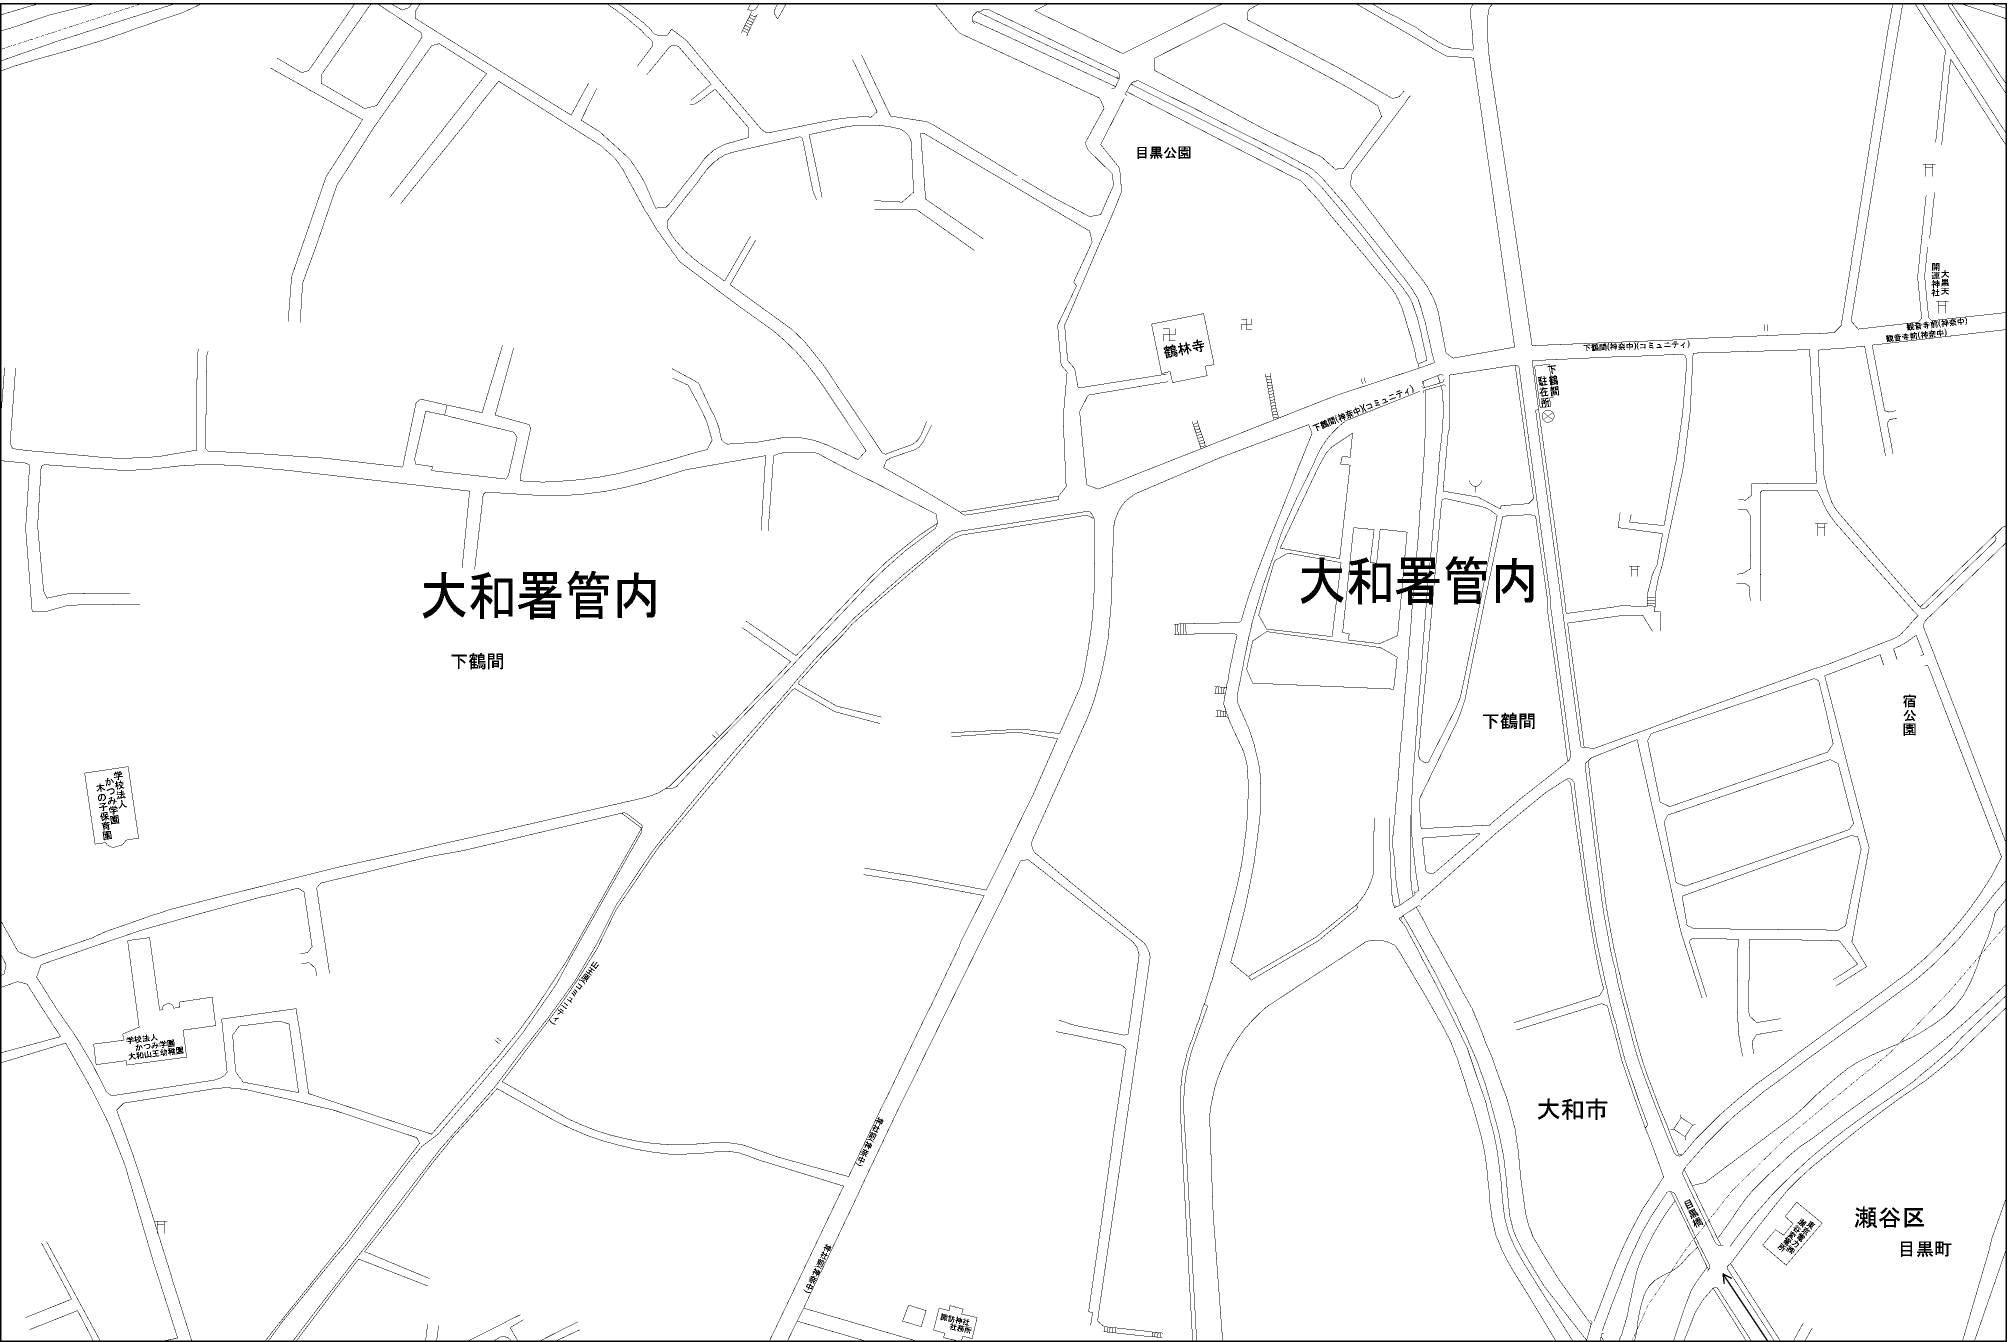 目黒公園
開運神社
大黒天
鶴林寺
観音寺前(神奈中)
観音寺前(神奈中)
下鶴間(神奈中)(コミュニティ)
下鶴間(神奈中)(コミュニティ)
下鶴間
駐在所
大和署管内
大和署管内
下鶴間
下鶴間
宿公園
学校法人
かつみ学園
木の子保育園
学校法人
かつみ学園
大和山王幼稚園
大和市
目黒橋
瀬谷区
目黒町
諏訪神社
社務所